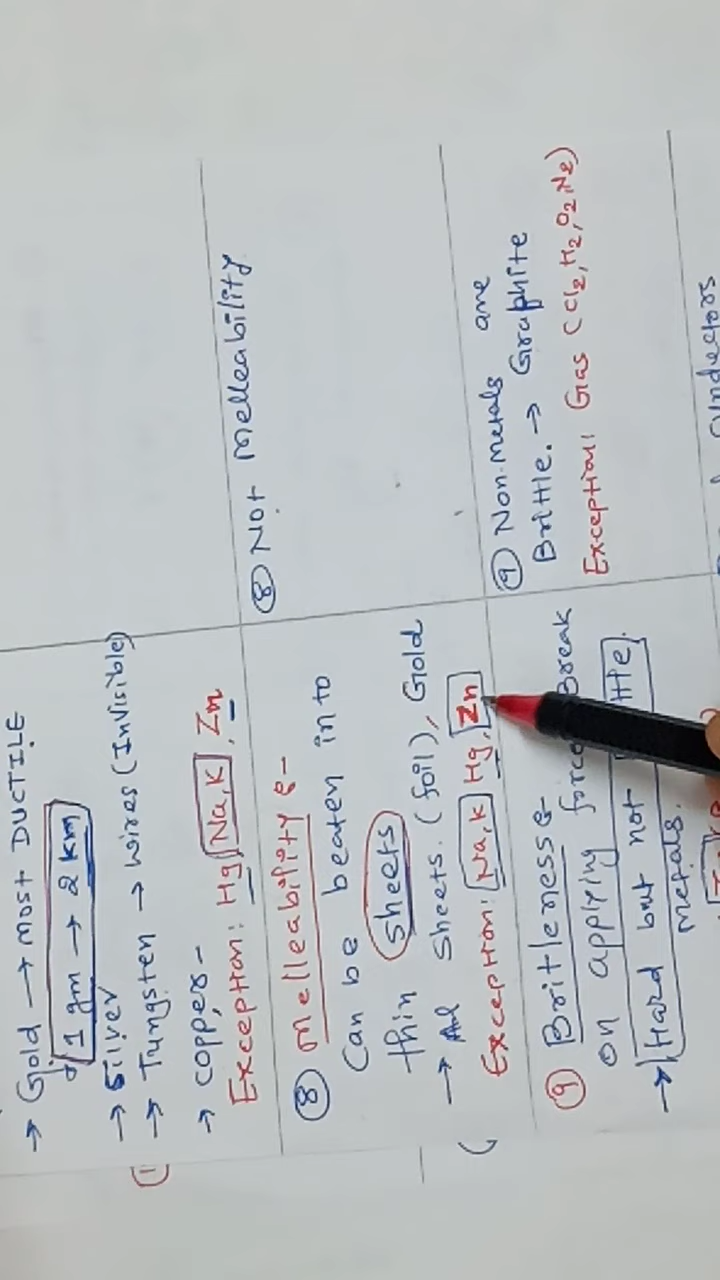 → Gold → most DUCTILE
1 gm → 2 km
→ Silver
→ Tungsten → wires (Invisible)
→ Copper-
Exception: Hg, Na, K, Zn
⑧ Melleability :-
Can be beaten into
thin sheets
→ Al sheets. (foil), Gold
Exception: Na, K Hg, Zn
⑨ Britleness :-
on applying force Break
→ Hard but not
metals.
⑧ Not melleability
⑨ Non-metals are
Brittle. → Graphite
Exception: Gas (Cl2, H2, O2, N2)